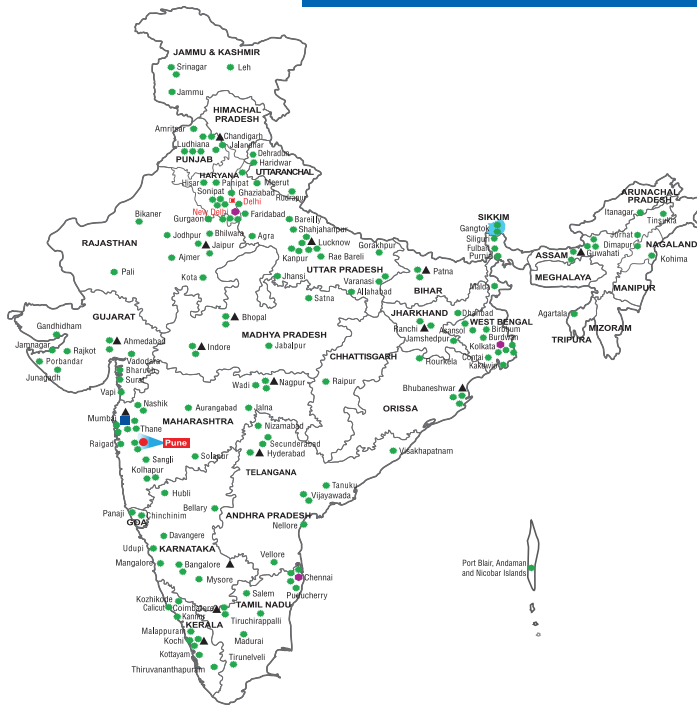 JAMMU & KASHMIR
Srinagar
Leh
Jammu
HIMACHAL
PRADESH
Amritsar
Chandigarh
Ludhiana
Jalandhar
PUNJAB
Dehradun
Haridwar
HARYANA
UTTARANCHAL
Hisar
Panipat
Meerut
Sonipat
Ghaziabad
Rudrapur
Delhi
New Delhi
Gurgaon
Faridabad
Bareilly
Bikaner
Shahjahanpur
Jodhpur
Bhilwara
Agra
Lucknow
RAJASTHAN
Jaipur
Gorakhpur
Ajmer
Kanpur
Rae Bareli
Pali
Kota
Jhansi
UTTAR PRADESH
Varanasi
Allahabad
Patna
BIHAR
Satna
SIKKIM
Gangtok
Siliguri
Fulbari
Purnia
Malda
ARUNACHAL
PRADESH
Itanagar
Tinsukia
Jorhat
Dimapur
NAGALAND
ASSAM
Guwahati
Kohima
MEGHALAYA
MANIPUR
Agartala
MIZORAM
TRIPURA
GUJARAT
Gandhidham
Ahmedabad
Jamnagar
Rajkot
Porbandar
Vadodara
Junagadh
Bharuch
Surat
Vapi
Bhopal
MADHYA PRADESH
Indore
Jabalpur
JHARKHAND
Dhanbad
Ranchi
Asansol
WEST BENGAL
Birbhum
Jamshedpur
Burdwan
Kolkata
CHHATTISGARH
Rourkela
Contai
Kakdwip
Wadi
Nagpur
Raipur
Bhubaneshwar
Nashik
Aurangabad
Jalna
ORISSA
Mumbai
MAHARASHTRA
Thane
Nizamabad
Raigad
Pune
Secunderabad
Sangli
Solapur
Hyderabad
Visakhapatnam
Kolhapur
TELANGANA
Hubli
Tanuku
Vijayawada
Panaji
Chinchinim
Bellary
ANDHRA PRADESH
GOA
Nellore
Davangere
Udupi
KARNATAKA
Vellore
Mangalore
Bangalore
Chennai
Port Blair, Andaman
and Nicobar Islands
Mysore
Puducherry
Salem
Kozhikode
Calicut
Coimbatore
TAMIL NADU
Kannur
Tiruchirappalli
KERALA
Malappuram
Kochi
Madurai
Kottayam
Tirunelveli
Thiruvananthapuram